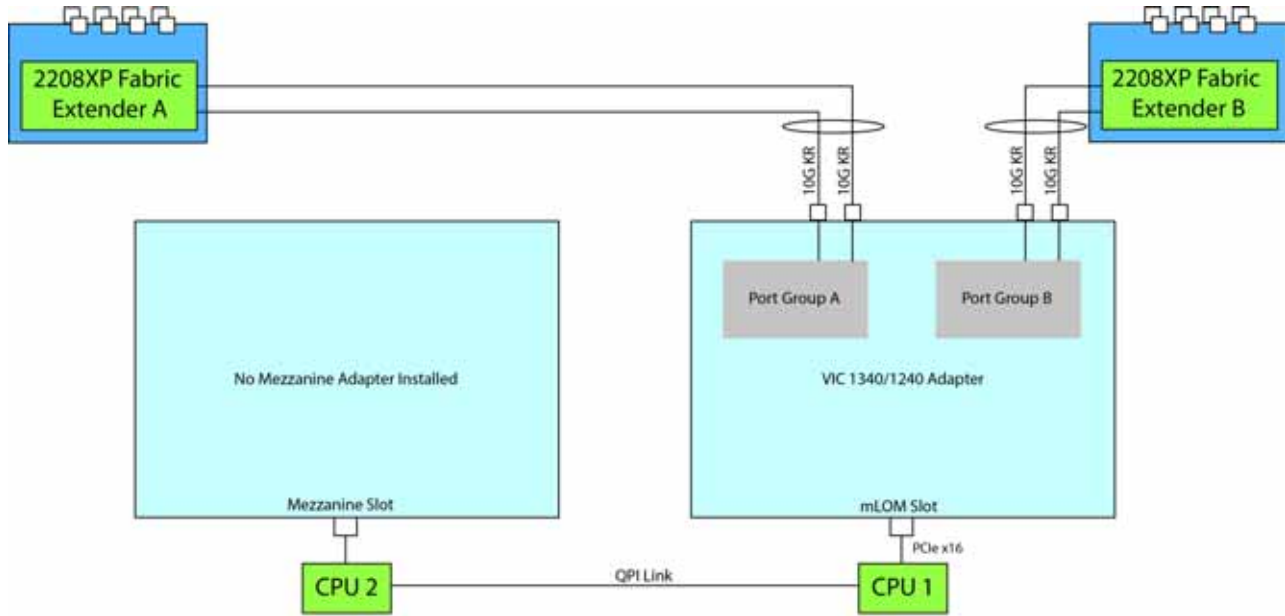 2208XP Fabric
Extender A
2208XP Fabric
Extender B
10G KR
10G KR
10G KR
10G KR
Port Group A
Port Group B
No Mezzanine Adapter Installed
VIC 1340/1240 Adapter
Mezzanine Slot
mLOM Slot
PCIe x16
CPU 2
QPI Link
CPU 1